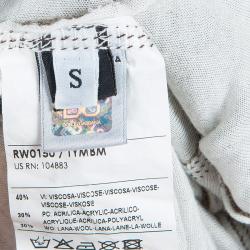 S
RW0150 / 1YMBM
US RN: 104883
40% VI: VISCOSA-VISCOSE-VISCOSE-VISCOSA-
VISCOSE-VISKOSE
30% PC: ACRILICA-ACRYLIC-ACRYLIC-
ACRILICA-ACRYLIQUE-POLYACRYL
30% WO: LANA-WOOL-LANA-LAINE-LA-WOLLE